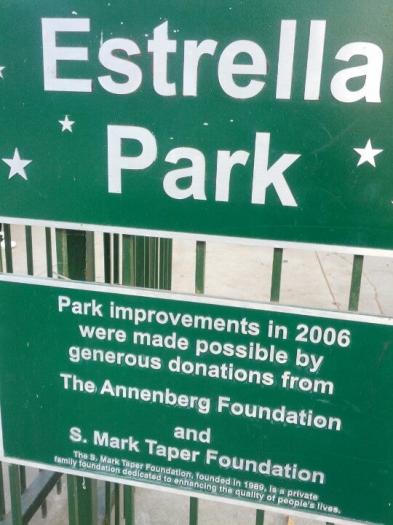 Estrella
Park
Park improvements in 2006
were made possible by
generous donations from
The Annenberg Foundation
and
S. Mark Taper Foundation
The S. Mark Taper Foundation, founded in 1989, is a private
family foundation dedicated to enhancing the quality of people's lives.